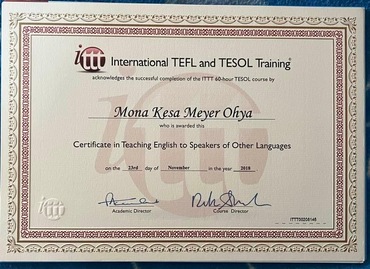 ittt International TEFL and TESOL Training
acknowledges the successful completion of the ITTT 60-hour TESOL course by
Mona Kesa Meyer Ohya
who is awarded this
Certificate in Teaching English to Speakers of Other Languages
on the 23rd day of November in the year 2018
Academic Director Course Director
ittt